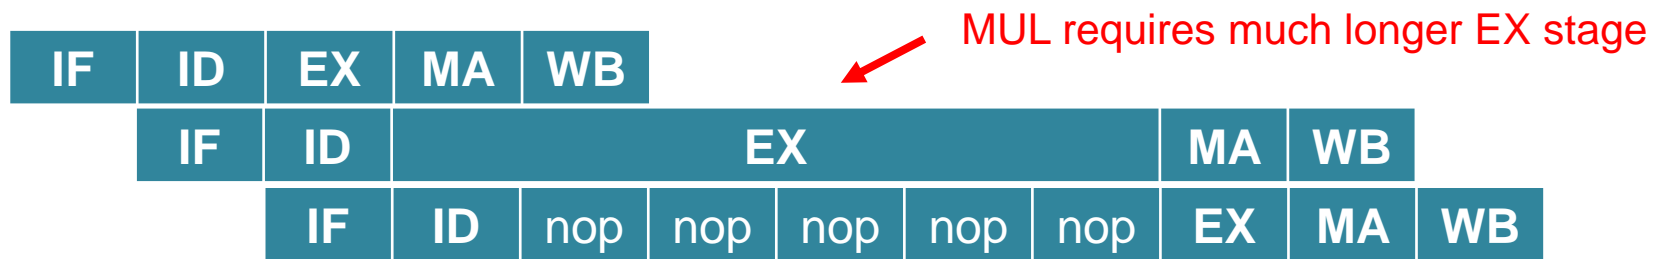 MUL requires much longer EX stage
IF ID EX MA WB
IF ID EX MA WB
IF ID nop nop nop nop nop EX MA WB